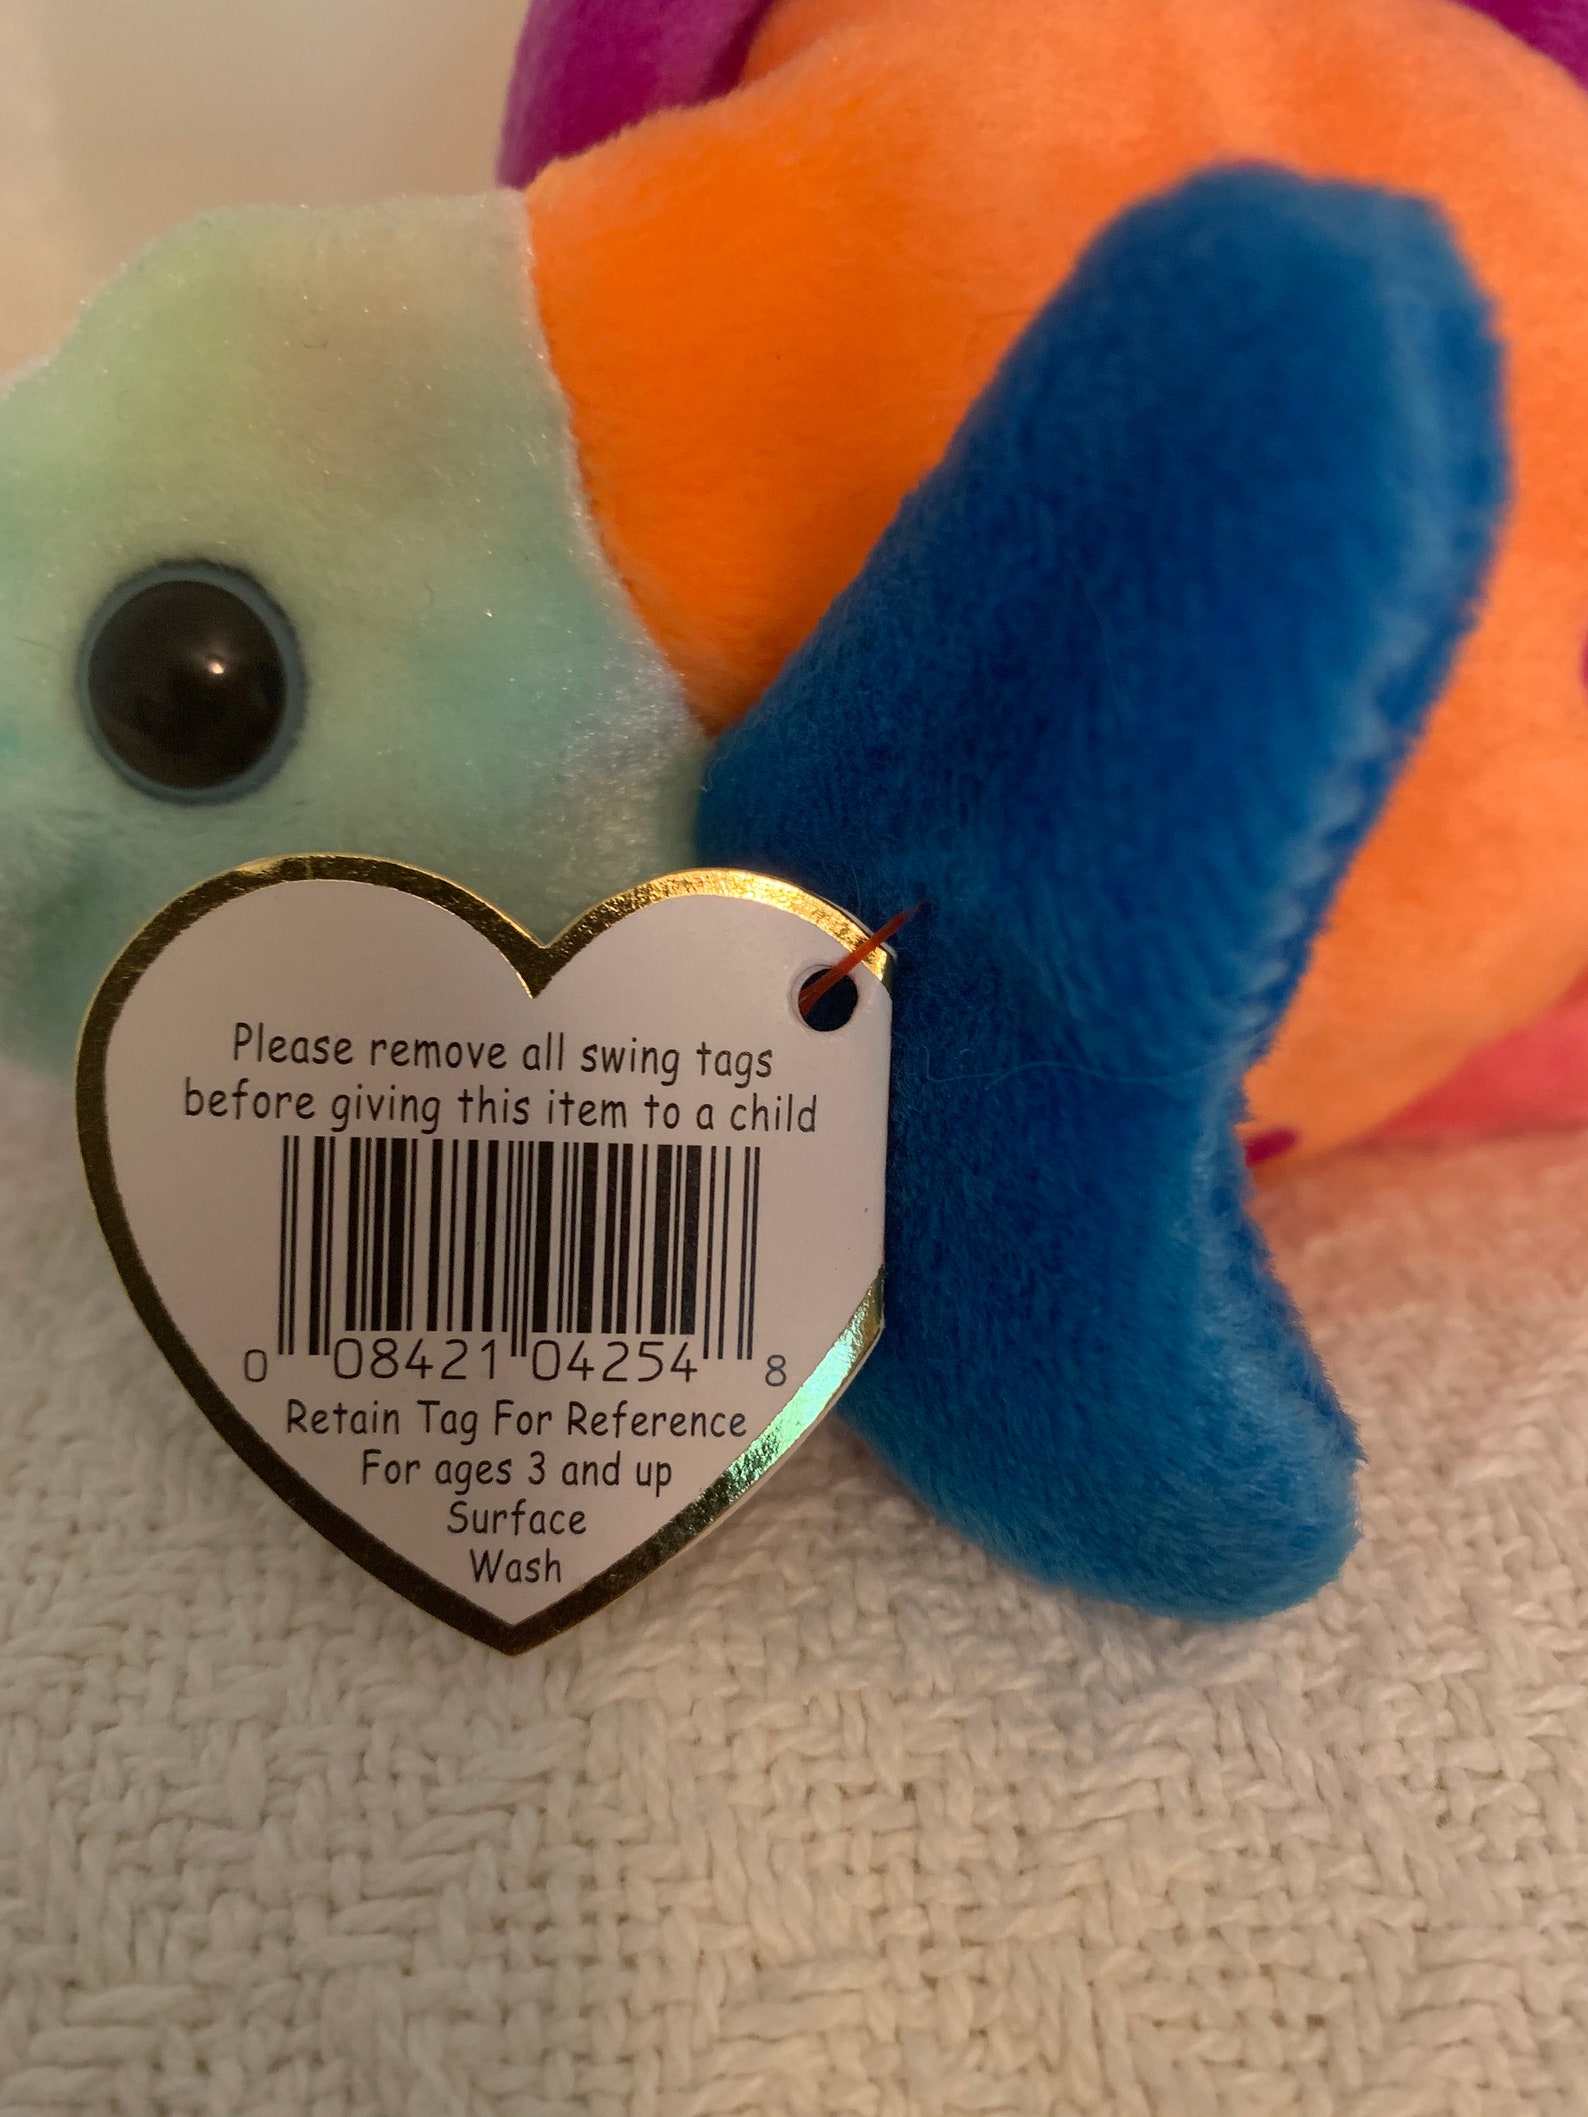 Please remove all swing tags
before giving this item to a child
0 08421 04254 8
Retain Tag For Reference
For ages 3 and up
Surface
Wash